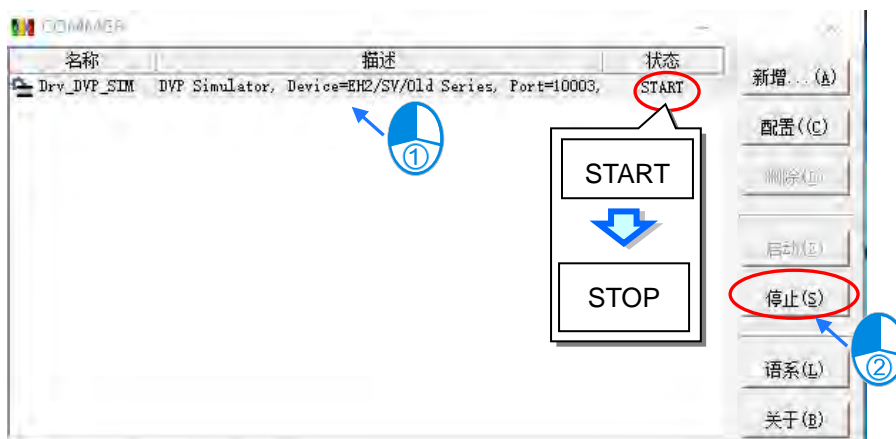 COMMGR
名称 描述 状态
Drv_DVP_SIM DVP Simulator, Device=EH2/SV/Old Series, Port=10003, START
新增...(A)
配置((C)
①
START
删除(D)
启动(I)
STOP
停止(S)
②
语系(L)
关于(B)